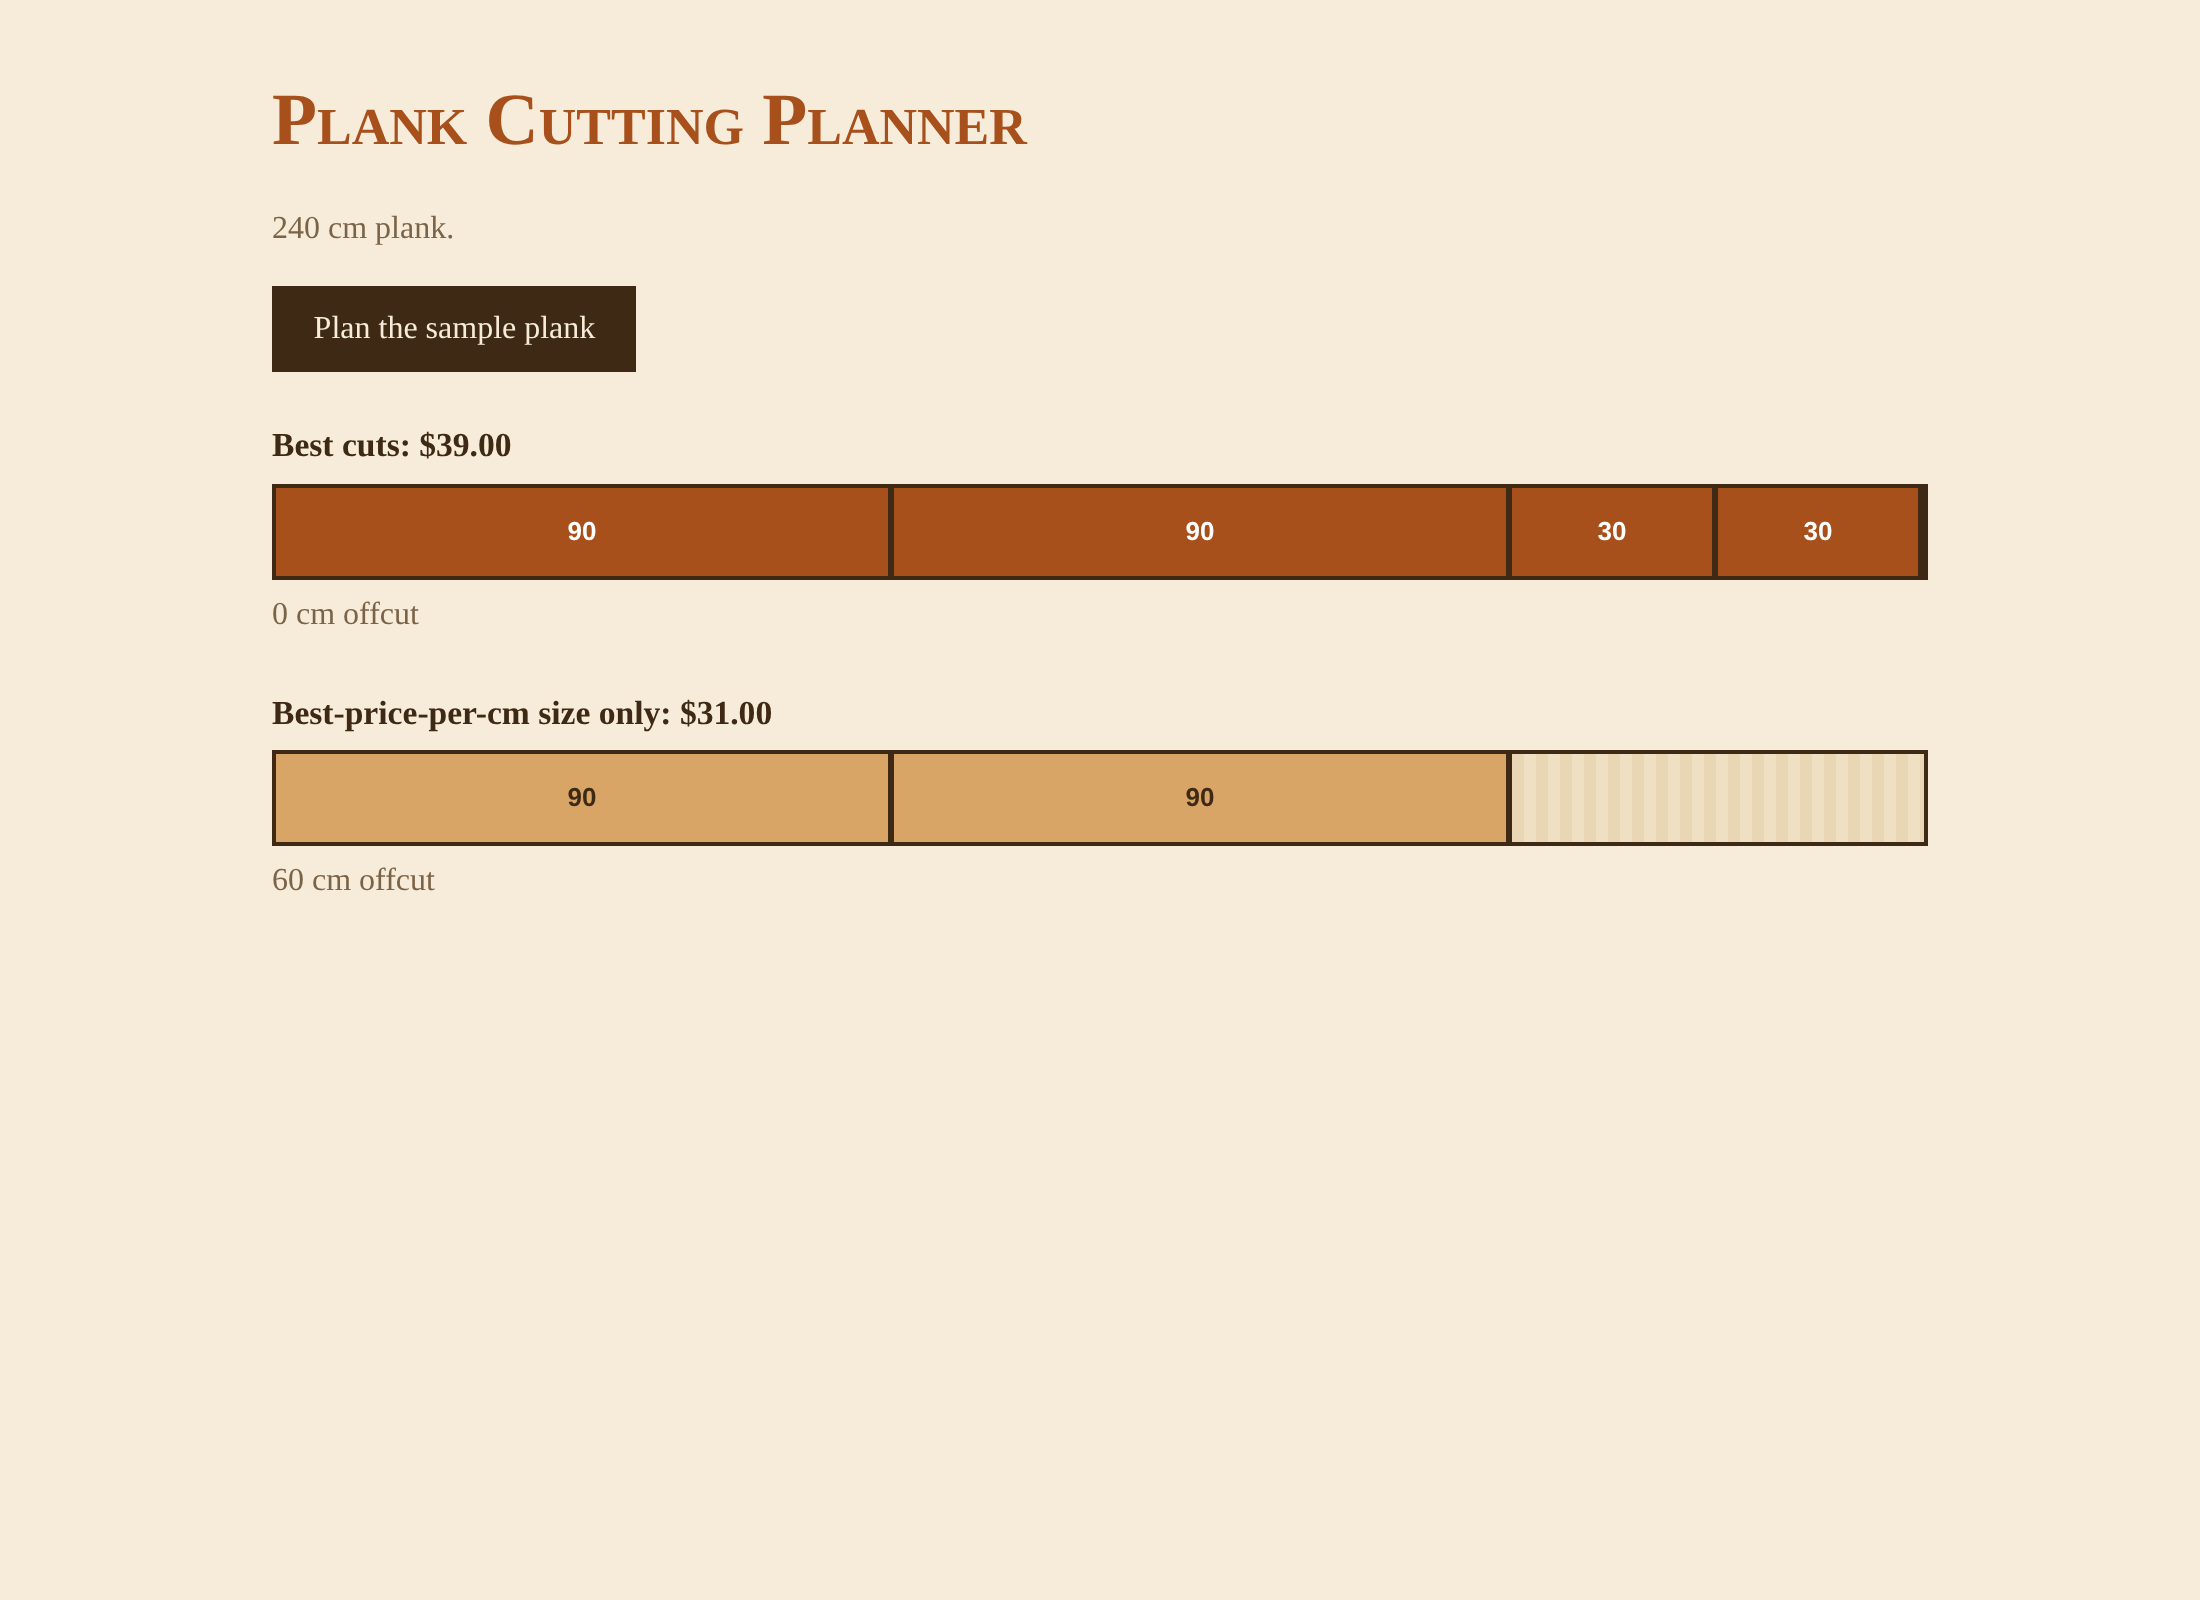 Plank Cutting Planner
240 cm plank.
Plan the sample plank
Best cuts: $39.00
90 90 30 30
0 cm offcut
Best-price-per-cm size only: $31.00
90 90
60 cm offcut